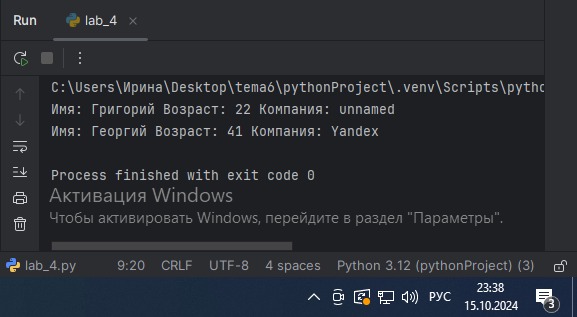 Run lab_4
C:\Users\Ирина\Desktop\tema6\pythonProject\.venv\Scripts\pytho
Имя: Григорий Возраст: 22 Компания: unnamed
Имя: Георгий Возраст: 41 Компания: Yandex
Process finished with exit code 0
Активация Windows
Чтобы активировать Windows, перейдите в раздел "Параметры".
lab_4.py 9:20 CRLF UTF-8 4 spaces Python 3.12 (pythonProject) (3)
РУС 23:38
15.10.2024 3